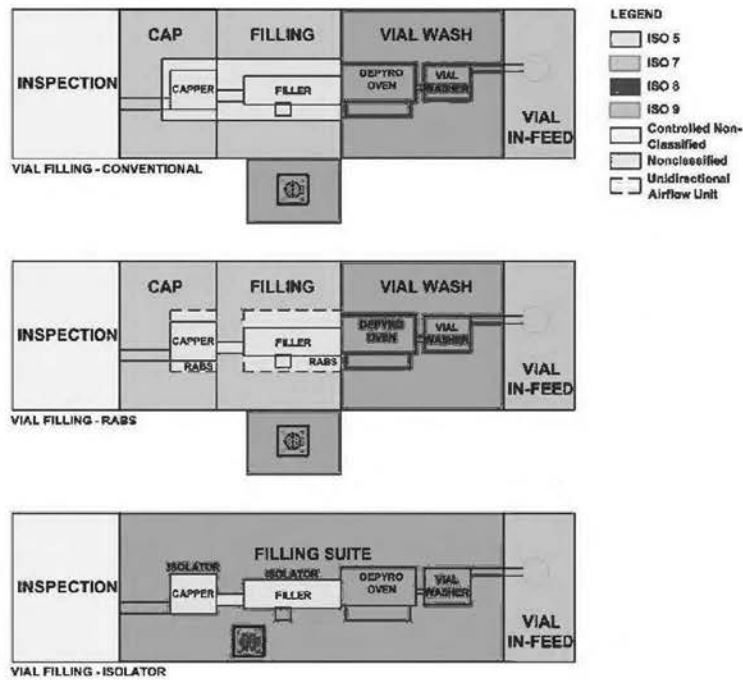 LEGEND
ISO 5
ISO 7
ISO 8
ISO 9
Controlled Non-
Classified
Nonclassified
Unidirectional
Airflow Unit
CAP
FILLING
VIAL WASH
INSPECTION
CAPPER
FILLER
DEPYRO
OVEN
VIAL
WASHER
VIAL
IN-FEED
VIAL FILLING - CONVENTIONAL
CAP
FILLING
VIAL WASH
INSPECTION
CAPPER
RABS
FILLER
RABS
DEPYRO
OVEN
VIAL
WASHER
VIAL
IN-FEED
VIAL FILLING - RABS
FILLING SUITE
INSPECTION
ISOLATOR
CAPPER
ISOLATOR
FILLER
DEPYRO
OVEN
VIAL
WASHER
VIAL
IN-FEED
VIAL FILLING - ISOLATOR